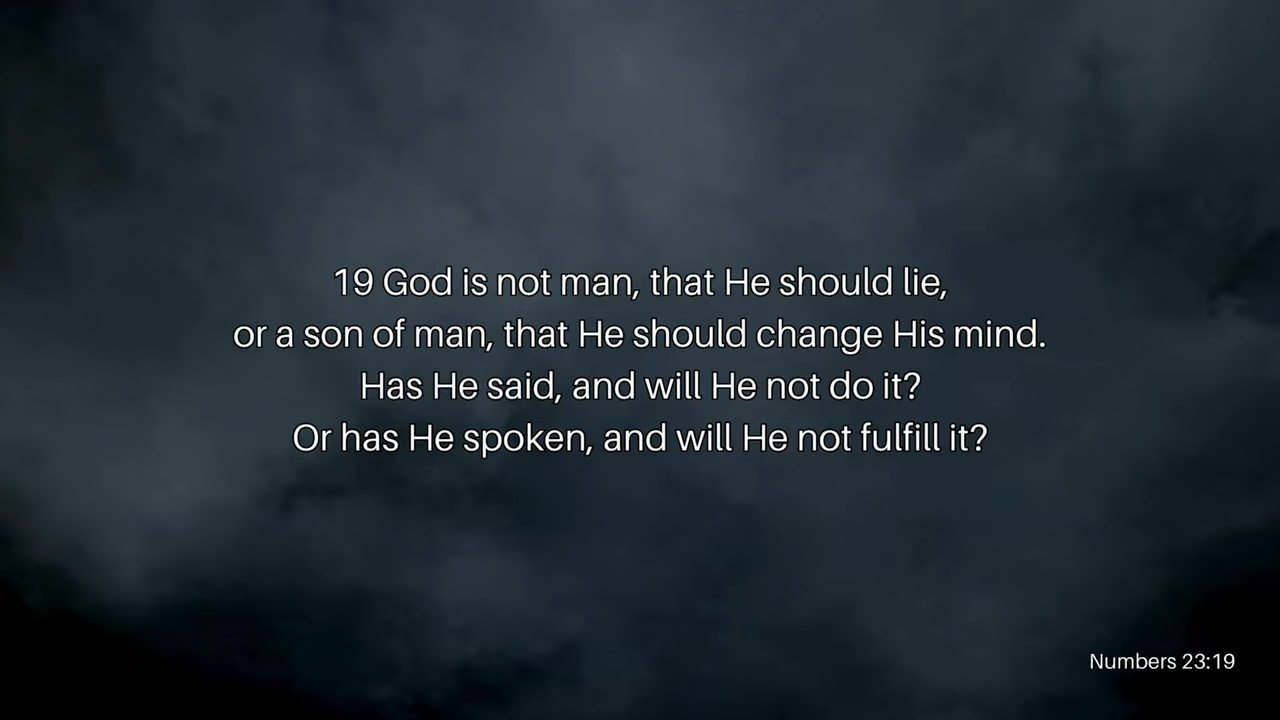 19 God is not man, that He should lie,
or a son of man, that He should change His mind.
Has He said, and will He not do it?
Or has He spoken, and will He not fulfill it?
Numbers 23:19